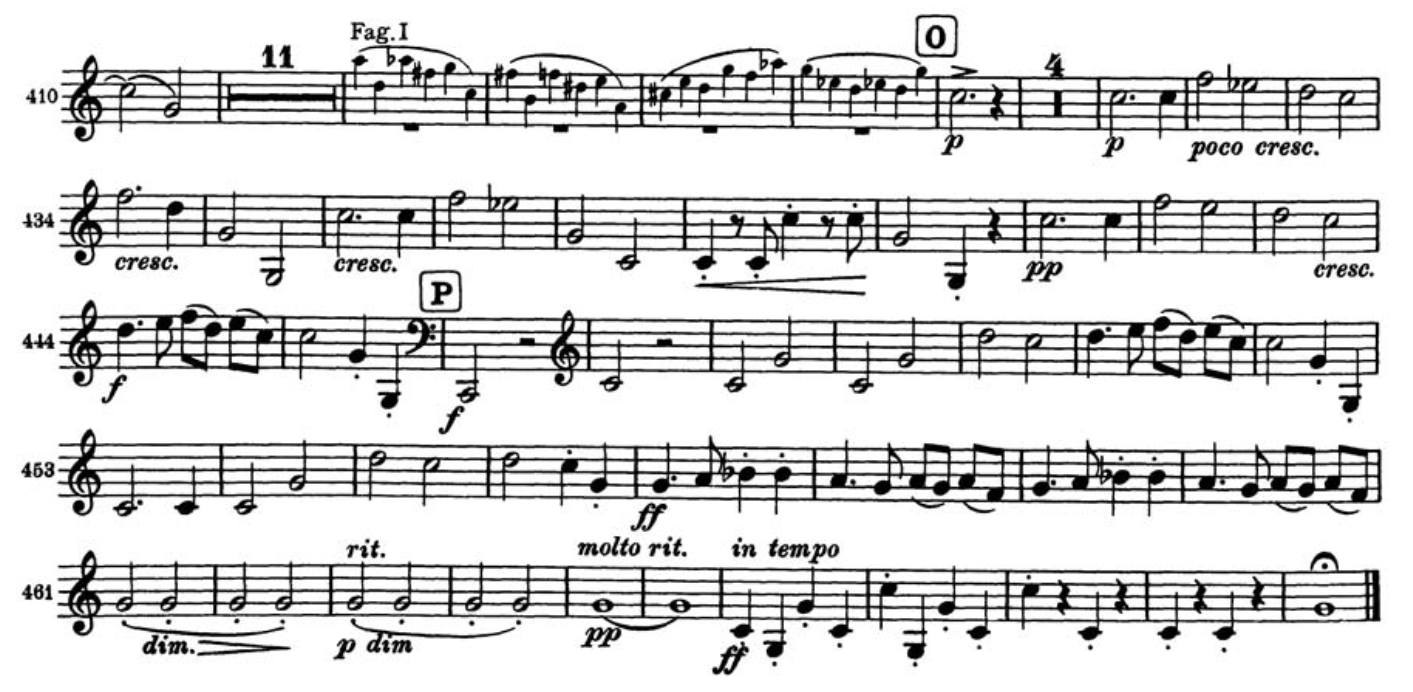 Fag. I
O
410 11 4
p p poco cresc.
434
cresc. cresc. pp cresc.
P
444
f f
453
ff
rit. molto rit. in tempo
461
dim. p dim pp ff